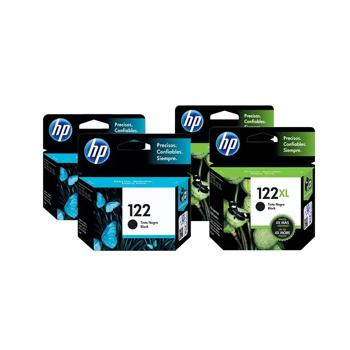 hp
Precisos.
Confiables.
Siempre.
hp
Precisos.
Confiables.
Siempre.
hp
Precisos.
Confiables.
Siempre.
122
Tinta Negra
Black
hp
Precisos.
Confiables.
Siempre.
122XL
Tinta Negra
Black